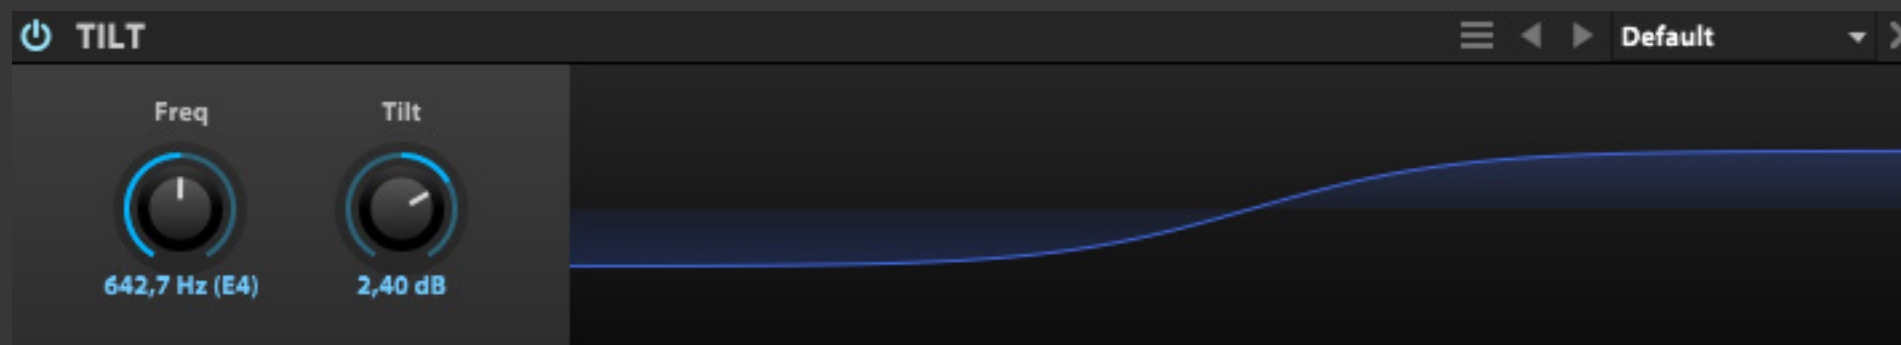 TILT
Default
Freq
Tilt
642,7 Hz (E4)
2,40 dB